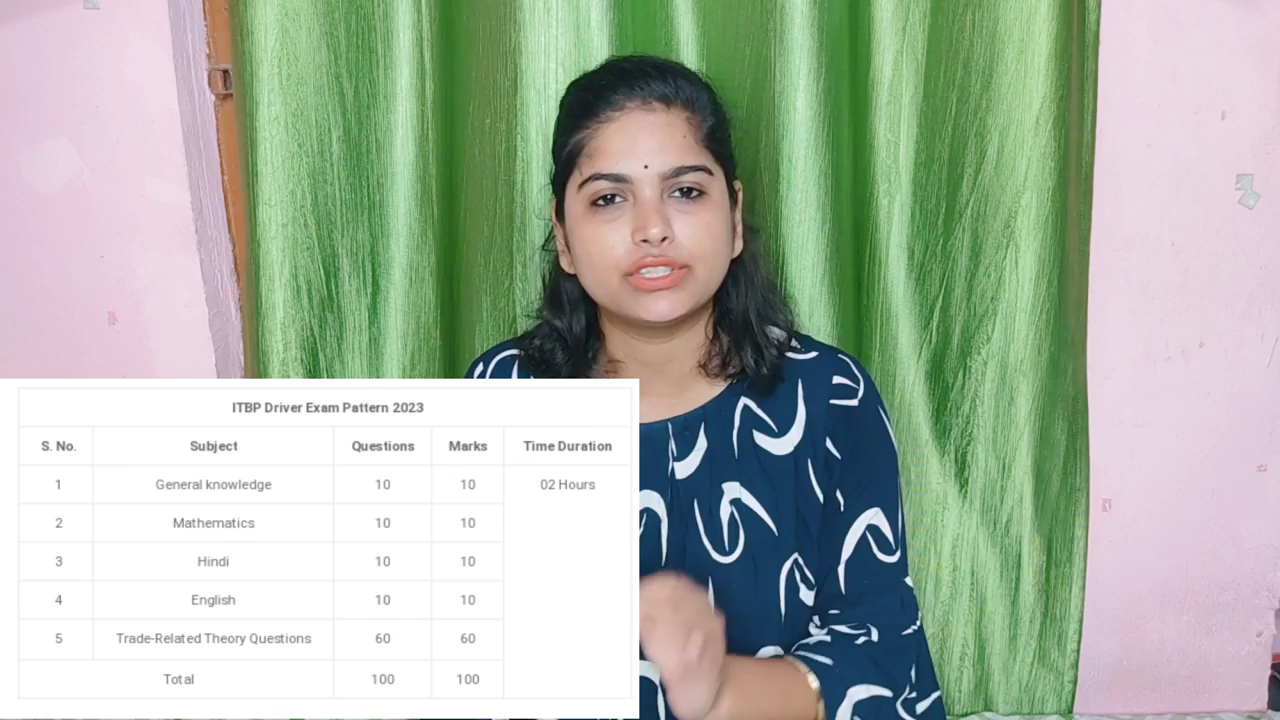 ITBP Driver Exam Pattern 2023
S. No. Subject Questions Marks Time Duration
1 General knowledge 10 10 02 Hours
2 Mathematics 10 10
3 Hindi 10 10
4 English 10 10
5 Trade-Related Theory Questions 60 60
Total 100 100